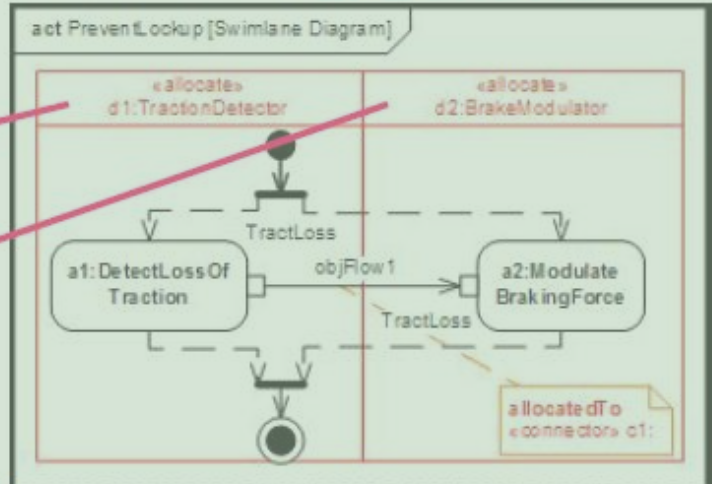 act PreventLockup [Swimlane Diagram]
«allocate»
d1:TractionDetector
«allocate»
d2:BrakeModulator
TractLoss
a1:DetectLossOf
Traction
objFlow1
a2:Modulate
BrakingForce
TractLoss
allocatedTo
«connector» c1: